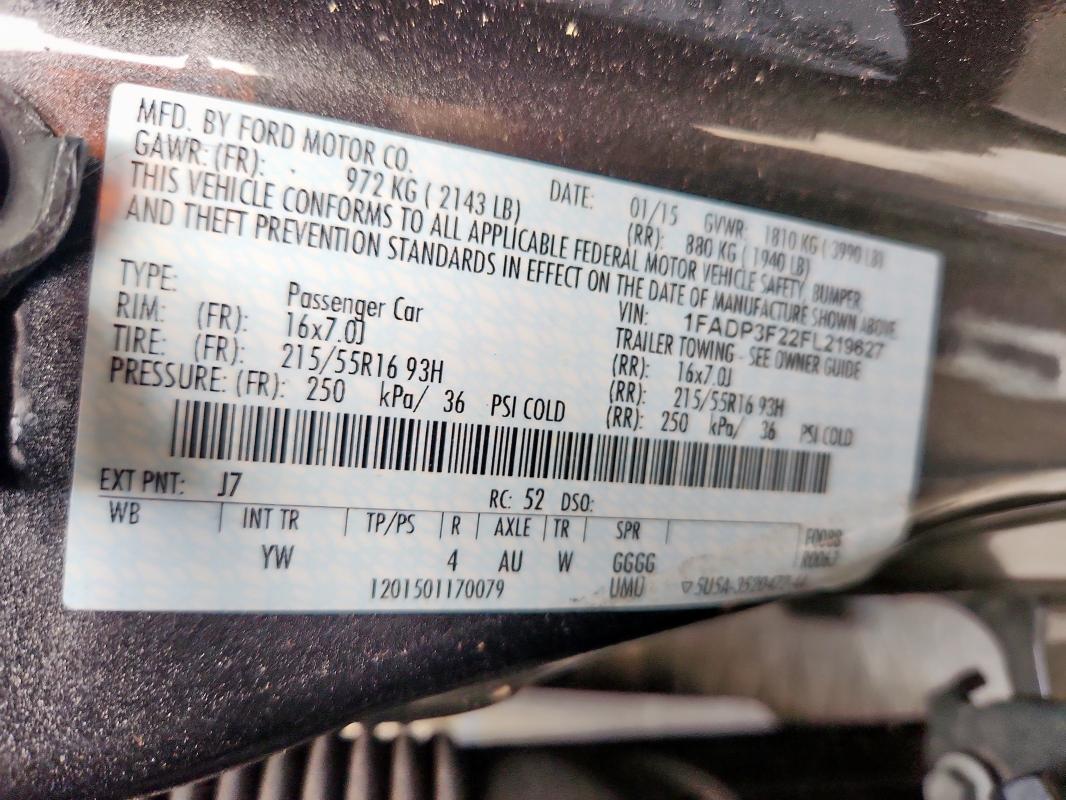 MFD. BY FORD MOTOR CO. DATE: 01/15 GVWR: 1810 KG ( 3990 LB)
GAWR: (FR): 972 KG ( 2143 LB) (RR): 880 KG ( 1940 LB)
THIS VEHICLE CONFORMS TO ALL APPLICABLE FEDERAL MOTOR VEHICLE SAFETY, BUMPER,
AND THEFT PREVENTION STANDARDS IN EFFECT ON THE DATE OF MANUFACTURE SHOWN ABOVE
VIN: 1FADP3F22FL219627
TYPE: Passenger Car TRAILER TOWING - SEE OWNER GUIDE
RIM: (FR): 16x7.0J (RR): 16x7.0J
TIRE: (FR): 215/55R16 93H (RR): 215/55R16 93H
PRESSURE: (FR): 250 kPa/ 36 PSI COLD (RR): 250 kPa/ 36 PSI COLD
EXT PNT: J7 RC: 52 DSO:
WB INT TR TP/PS R AXLE TR SPR
YW 4 AU W GGGG
1201501170079 UMU